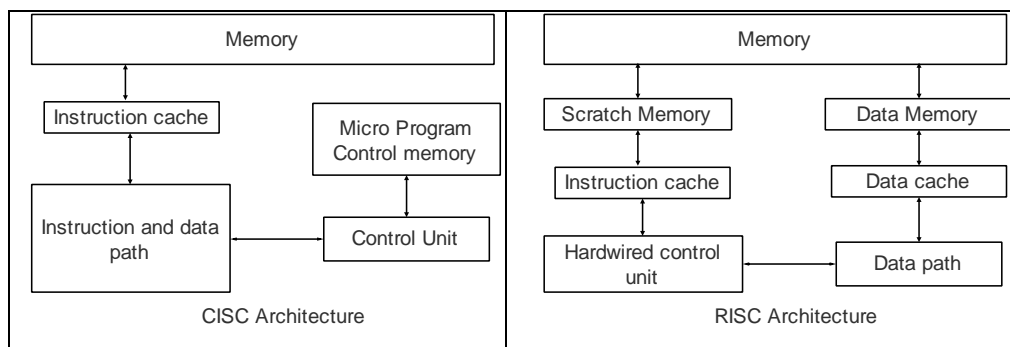 Memory
Instruction cache
Micro Program
Control memory
Instruction and data
path
Control Unit
CISC Architecture
Memory
Scratch Memory
Data Memory
Instruction cache
Data cache
Hardwired control
unit
Data path
RISC Architecture